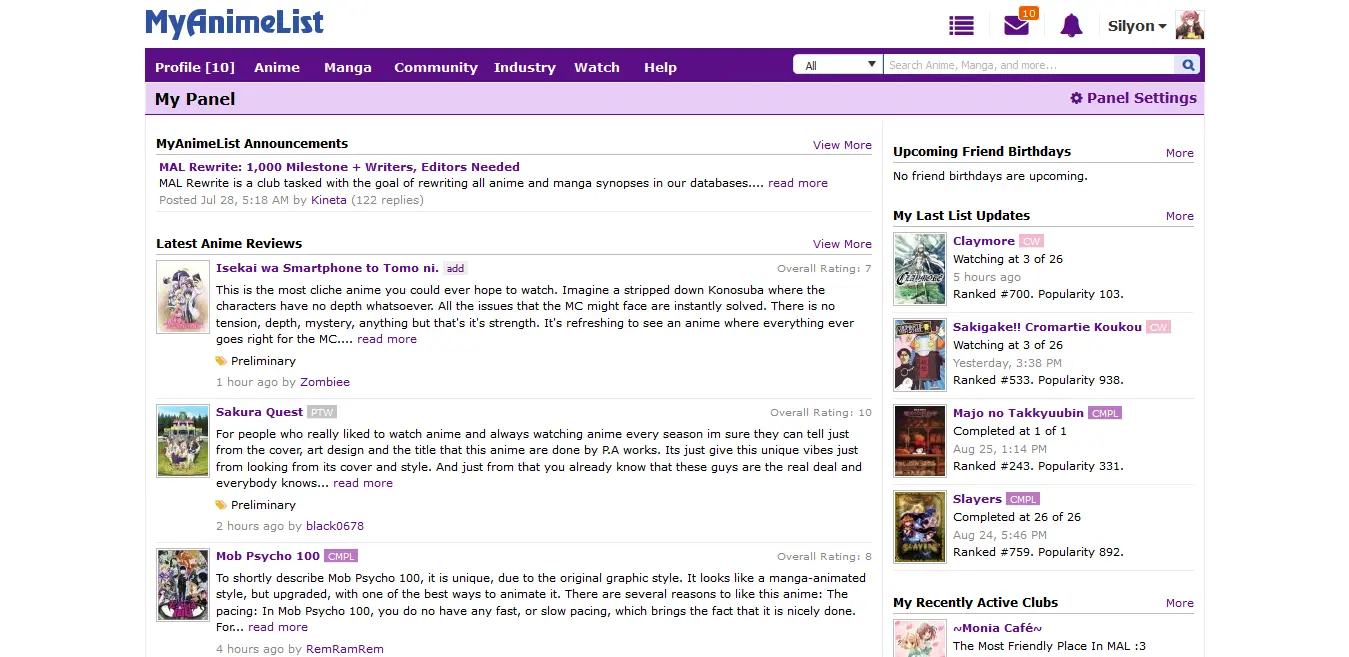 MyAnimeList
10
Silyon
Profile [10] Anime Manga Community Industry Watch Help
All Search Anime, Manga, and more...
My Panel
Panel Settings
MyAnimeList Announcements View More
MAL Rewrite: 1,000 Milestone + Writers, Editors Needed
MAL Rewrite is a club tasked with the goal of rewriting all anime and manga synopses in our databases.... read more
Posted Jul 28, 5:18 AM by Kineta (122 replies)
Latest Anime Reviews View More
Isekai wa Smartphone to Tomo ni. add Overall Rating: 7
This is the most cliche anime you could ever hope to watch. Imagine a stripped down Konosuba where the
characters have no depth whatsoever. All the issues that the MC might face are instantly solved. There is no
tension, depth, mystery, anything but that's it's strength. It's refreshing to see an anime where everything ever
goes right for the MC.... read more
Preliminary
1 hour ago by Zombiee
Sakura Quest PTW Overall Rating: 10
For people who really liked to watch anime and always watching anime every season im sure they can tell just
from the cover, art design and the title that this anime are done by P.A works. Its just give this unique vibes just
from looking from its cover and style. And just from that you already know that these guys are the real deal and
everybody knows... read more
Preliminary
2 hours ago by black0678
Mob Psycho 100 CMPL Overall Rating: 8
To shortly describe Mob Psycho 100, it is unique, due to the original graphic style. It looks like a manga-animated
style, but upgraded, with one of the best ways to animate it. There are several reasons to like this anime: The
pacing: In Mob Psycho 100, you do no have any fast, or slow pacing, which brings the fact that it is nicely done.
For... read more
4 hours ago by RemRamRem
Upcoming Friend Birthdays More
No friend birthdays are upcoming.
My Last List Updates More
Claymore CW
Watching at 3 of 26
5 hours ago
Ranked #700. Popularity 103.
Sakigake!! Cromartie Koukou CW
Watching at 3 of 26
Yesterday, 3:38 PM
Ranked #533. Popularity 938.
Majo no Takkyuubin CMPL
Completed at 1 of 1
Aug 25, 1:14 PM
Ranked #243. Popularity 331.
Slayers CMPL
Completed at 26 of 26
Aug 24, 5:46 PM
Ranked #759. Popularity 892.
My Recently Active Clubs More
~Monia Café~
The Most Friendly Place In MAL :3